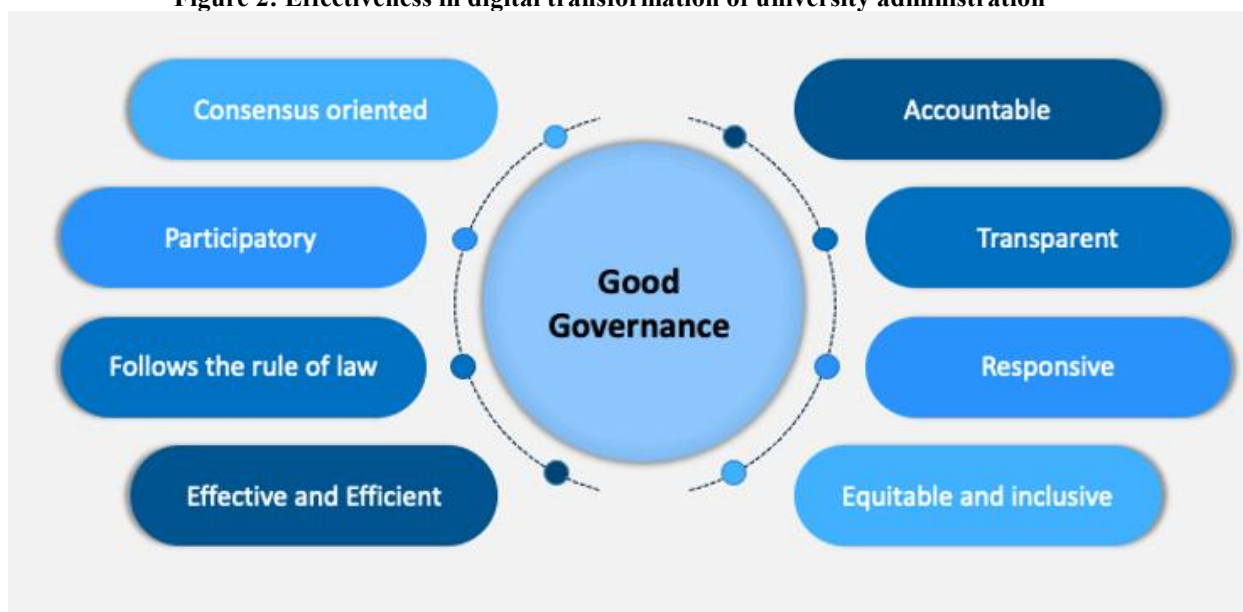 Figure 2: Effectiveness in digital transformation of university administration
Consensus oriented
Participatory
Follows the rule of law
Effective and Efficient
Good
Governance
Accountable
Transparent
Responsive
Equitable and inclusive